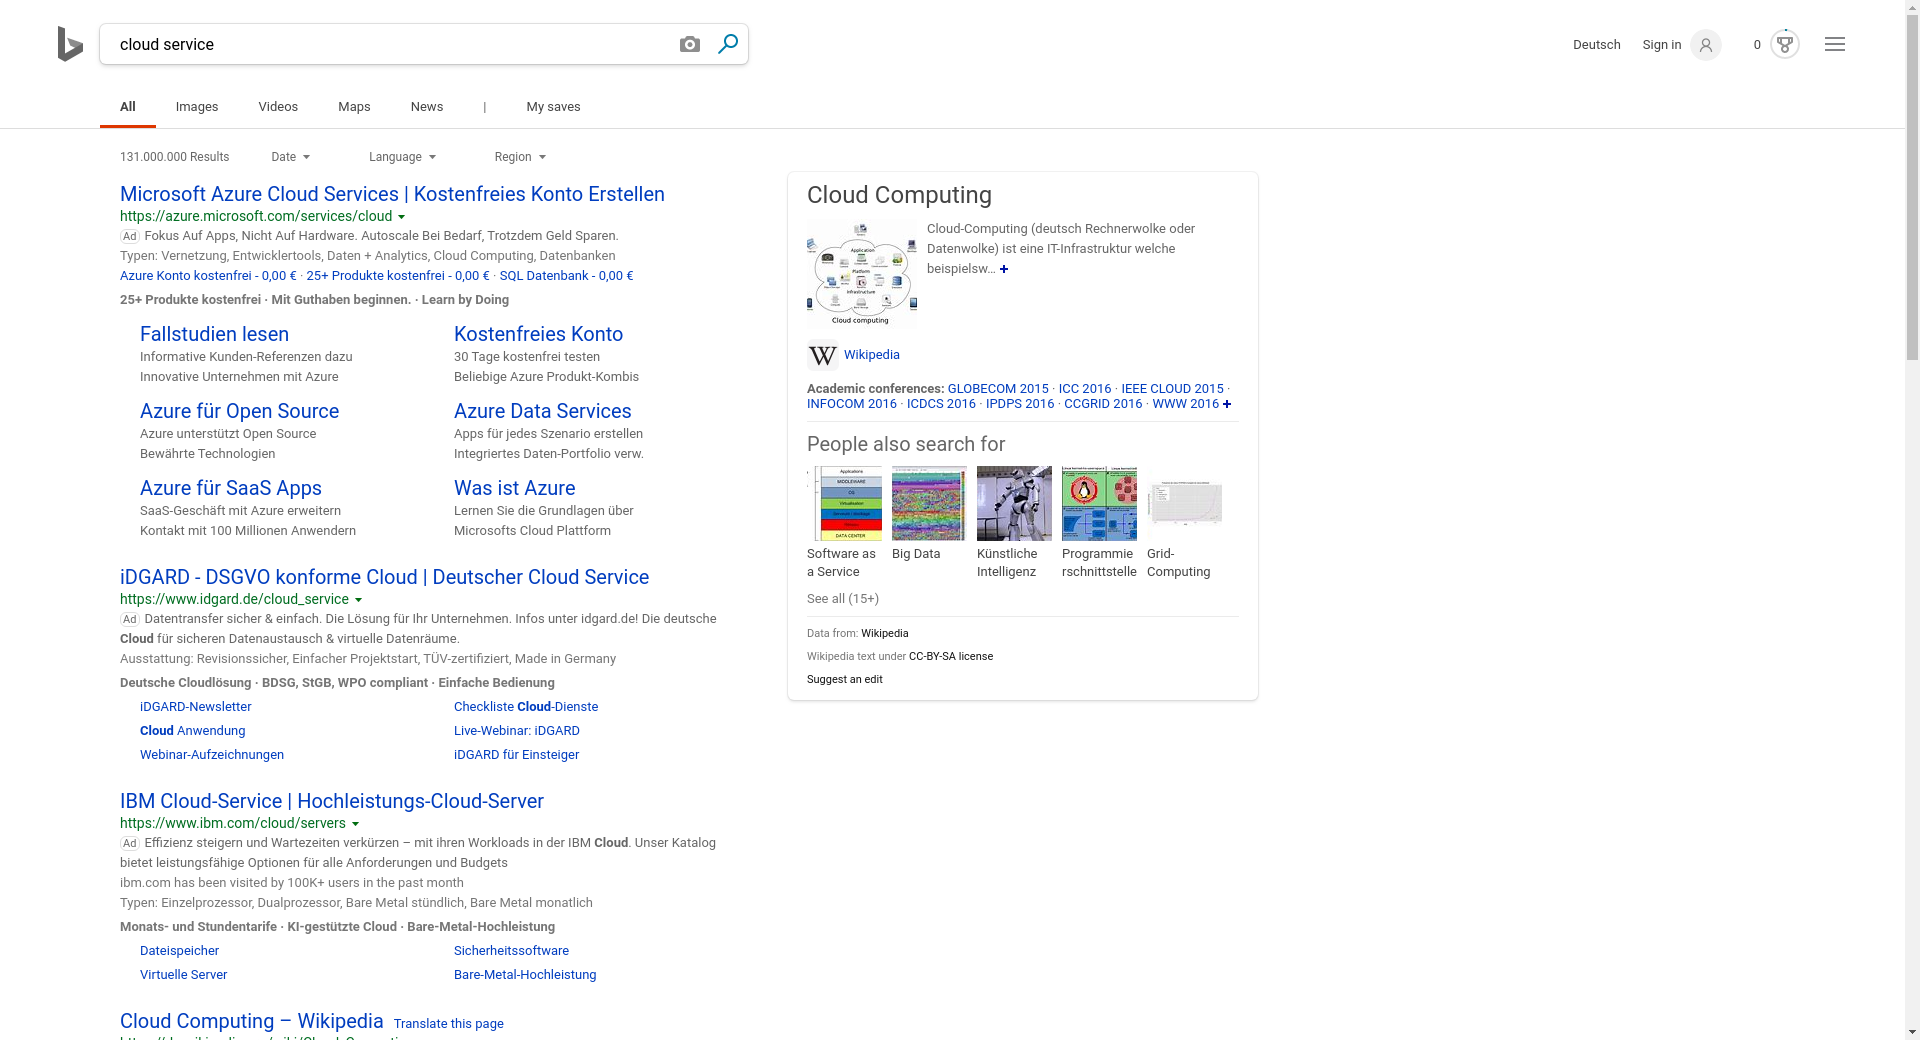 cloud service
Deutsch
Sign in
0
All
Images
Videos
Maps
News
|
My saves
131.000.000 Results
Date
Language
Region
Microsoft Azure Cloud Services | Kostenfreies Konto Erstellen
https://azure.microsoft.com/services/cloud
Ad Fokus Auf Apps, Nicht Auf Hardware. Autoscale Bei Bedarf, Trotzdem Geld Sparen.
Typen: Vernetzung, Entwicklertools, Daten + Analytics, Cloud Computing, Datenbanken
Azure Konto kostenfrei - 0,00 € · 25+ Produkte kostenfrei - 0,00 € · SQL Datenbank - 0,00 €
25+ Produkte kostenfrei · Mit Guthaben beginnen. · Learn by Doing
Fallstudien lesen
Informative Kunden-Referenzen dazu
Innovative Unternehmen mit Azure
Kostenfreies Konto
30 Tage kostenfrei testen
Beliebige Azure Produkt-Kombis
Azure für Open Source
Azure unterstützt Open Source
Bewährte Technologien
Azure Data Services
Apps für jedes Szenario erstellen
Integriertes Daten-Portfolio verw.
Azure für SaaS Apps
SaaS-Geschäft mit Azure erweitern
Kontakt mit 100 Millionen Anwendern
Was ist Azure
Lernen Sie die Grundlagen über
Microsofts Cloud Plattform
iDGARD - DSGVO konforme Cloud | Deutscher Cloud Service
https://www.idgard.de/cloud_service
Ad Datentransfer sicher & einfach. Die Lösung für Ihr Unternehmen. Infos unter idgard.de! Die deutsche
Cloud für sicheren Datenaustausch & virtuelle Datenräume.
Ausstattung: Revisionssicher, Einfacher Projektstart, TÜV-zertifiziert, Made in Germany
Deutsche Cloudlösung · BDSG, StGB, WPO compliant · Einfache Bedienung
iDGARD-Newsletter
Checkliste Cloud-Dienste
Cloud Anwendung
Live-Webinar: iDGARD
Webinar-Aufzeichnungen
iDGARD für Einsteiger
IBM Cloud-Service | Hochleistungs-Cloud-Server
https://www.ibm.com/cloud/servers
Ad Effizienz steigern und Wartezeiten verkürzen – mit ihren Workloads in der IBM Cloud. Unser Katalog
bietet leistungsfähige Optionen für alle Anforderungen und Budgets
ibm.com has been visited by 100K+ users in the past month
Typen: Einzelprozessor, Dualprozessor, Bare Metal stündlich, Bare Metal monatlich
Monats- und Stundentarife · KI-gestützte Cloud · Bare-Metal-Hochleistung
Dateispeicher
Sicherheitssoftware
Virtuelle Server
Bare-Metal-Hochleistung
Cloud Computing – Wikipedia Translate this page
Cloud Computing
Cloud-Computing (deutsch Rechnerwolke oder
Datenwolke) ist eine IT-Infrastruktur welche
beispielsw… +
Application
Platform
Infrastructure
Cloud computing
W Wikipedia
Academic conferences: GLOBECOM 2015 · ICC 2016 · IEEE CLOUD 2015 ·
INFOCOM 2016 · ICDCS 2016 · IPDPS 2016 · CCGRID 2016 · WWW 2016 +
People also search for
Applications
MIDDLEWARE
OS
Virtualisation
DATA CENTER
Software as
a Service
Big Data
Künstliche
Intelligenz
Programmie
rschnittstelle
Grid-
Computing
See all (15+)
Data from: Wikipedia
Wikipedia text under CC-BY-SA license
Suggest an edit